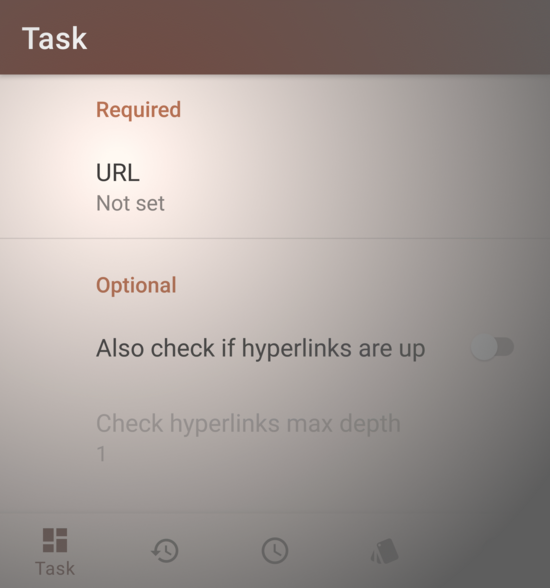 Task
Required
URL
Not set
Optional
Also check if hyperlinks are up
Check hyperlinks max depth
1
Task